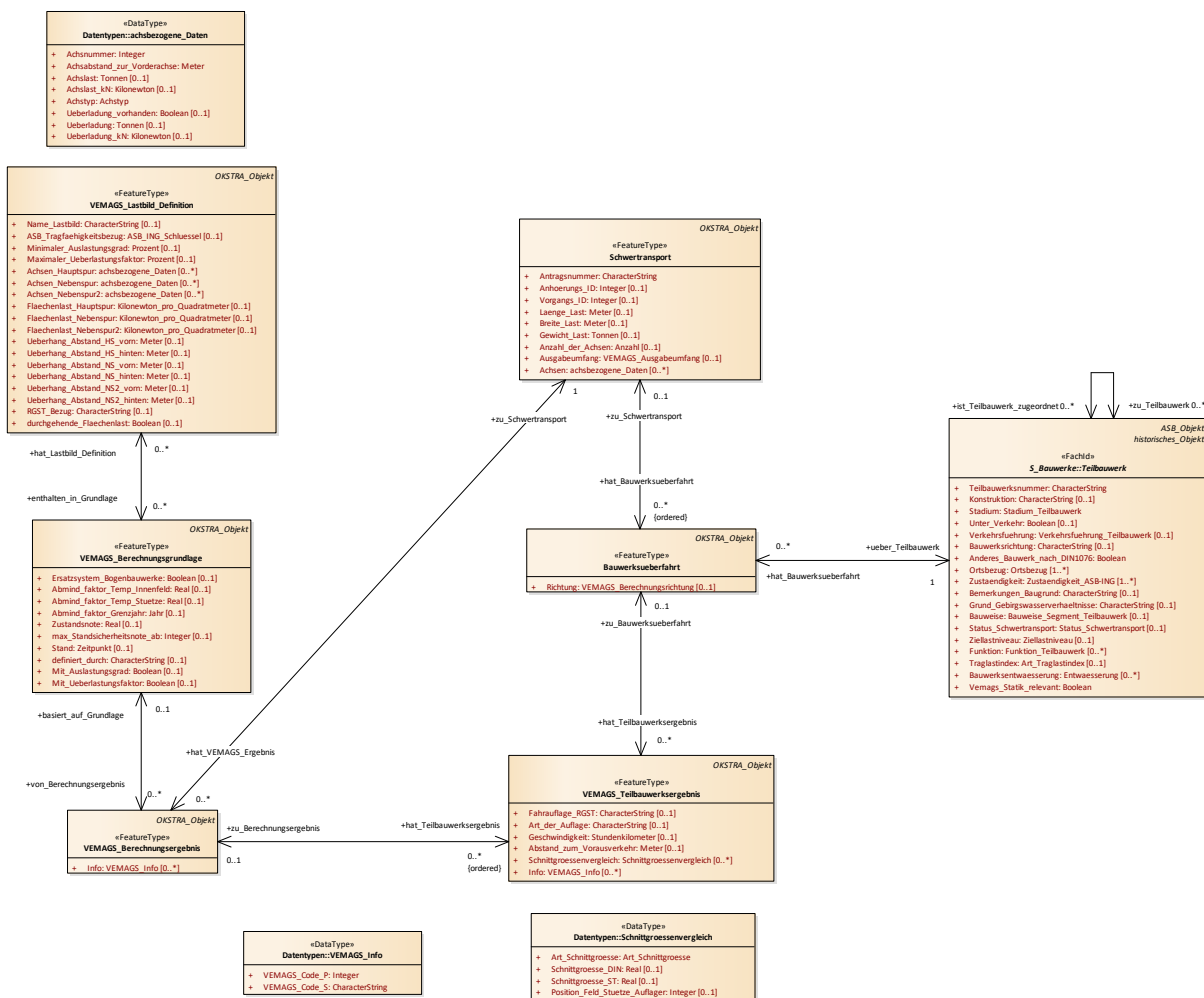 «DataType»
Datentypen::achsbezogene_Daten
+ Achsnummer: Integer
+ Achsabstand_zur_Vorderachse: Meter
+ Achslast: Tonnen [0..1]
+ Achslast_kN: Kilonewton [0..1]
+ Achstyp: Achstyp
+ Ueberladung_vorhanden: Boolean [0..1]
+ Ueberladung: Tonnen [0..1]
+ Ueberladung_kN: Kilonewton [0..1]
OKSTRA_Objekt
«FeatureType»
VEMAGS_Lastbild_Definition
+ Name_Lastbild: CharacterString [0..1]
+ ASB_Tragfaehigkeitsbezug: ASB_ING_Schluessel [0..1]
+ Minimaler_Auslastungsgrad: Prozent [0..1]
+ Maximaler_Ueberlastungsfaktor: Prozent [0..1]
+ Achsen_Hauptspur: achsbezogene_Daten [0..*]
+ Achsen_Nebenspur: achsbezogene_Daten [0..*]
+ Achsen_Nebenspur2: achsbezogene_Daten [0..*]
+ Flaechenlast_Hauptspur: Kilonewton_pro_Quadratmeter [0..1]
+ Flaechenlast_Nebenspur: Kilonewton_pro_Quadratmeter [0..1]
+ Flaechenlast_Nebenspur2: Kilonewton_pro_Quadratmeter [0..1]
+ Ueberhang_Abstand_HS_vorn: Meter [0..1]
+ Ueberhang_Abstand_HS_hinten: Meter [0..1]
+ Ueberhang_Abstand_NS_vorn: Meter [0..1]
+ Ueberhang_Abstand_NS_hinten: Meter [0..1]
+ Ueberhang_Abstand_NS2_vorn: Meter [0..1]
+ Ueberhang_Abstand_NS2_hinten: Meter [0..1]
+ RGST_Bezug: CharacterString [0..1]
+ durchgehende_Flaechenlast: Boolean [0..1]
+hat_Lastbild_Definition
0..*
+enthalten_in_Grundlage
0..*
OKSTRA_Objekt
«FeatureType»
VEMAGS_Berechnungsgrundlage
+ Ersatzsystem_Bogenbauwerke: Boolean [0..1]
+ Abmind_faktor_Temp_Innenfeld: Real [0..1]
+ Abmind_faktor_Temp_Stuetze: Real [0..1]
+ Abmind_faktor_Grenzjahr: Jahr [0..1]
+ Zustandsnote: Real [0..1]
+ max_Standsicherheitsnote_ab: Integer [0..1]
+ Stand: Zeitpunkt [0..1]
+ definiert_durch: CharacterString [0..1]
+ Mit_Auslastungsgrad: Boolean [0..1]
+ Mit_Ueberlastungsfaktor: Boolean [0..1]
+basiert_auf_Grundlage
0..1
+von_Berechnungsergebnis
0..*
OKSTRA_Objekt
«FeatureType»
VEMAGS_Berechnungsergebnis
+ Info: VEMAGS_Info [0..*]
OKSTRA_Objekt
«FeatureType»
Schwertransport
+ Antragsnummer: CharacterString
+ Anhoerungs_ID: Integer [0..1]
+ Vorgangs_ID: Integer [0..1]
+ Laenge_Last: Meter [0..1]
+ Breite_Last: Meter [0..1]
+ Gewicht_Last: Tonnen [0..1]
+ Anzahl_der_Achsen: Anzahl [0..1]
+ Ausgabeumfang: VEMAGS_Ausgabeumfang [0..1]
+ Achsen: achsbezogene_Daten [0..*]
1
+zu_Schwertransport
+hat_VEMAGS_Ergebnis
0..*
0..1
+zu_Schwertransport
+hat_Bauwerksueberfahrt
0..*
{ordered}
OKSTRA_Objekt
«FeatureType»
Bauwerksueberfahrt
+ Richtung: VEMAGS_Berechnungsrichtung [0..1]
0..*
+hat_Bauwerksueberfahrt
+ueber_Teilbauwerk
1
0..1
+zu_Bauwerksueberfahrt
+hat_Teilbauwerksergebnis
0..*
OKSTRA_Objekt
«FeatureType»
VEMAGS_Teilbauwerksergebnis
+ Fahrauflage_RGST: CharacterString [0..1]
+ Art_der_Auflage: CharacterString [0..1]
+ Geschwindigkeit: Stundenkilometer [0..1]
+ Abstand_zum_Vorausverkehr: Meter [0..1]
+ Schnittgroessenvergleich: Schnittgroessenvergleich [0..*]
+ Info: VEMAGS_Info [0..*]
+zu_Berechnungsergebnis
0..1
+hat_Teilbauwerksergebnis
0..*
{ordered}
+ist_Teilbauwerk_zugeordnet 0..*
+zu_Teilbauwerk 0..*
ASB_Objekt
historisches_Objekt
«FachId»
S_Bauwerke::Teilbauwerk
+ Teilbauwerksnummer: CharacterString
+ Konstruktion: CharacterString [0..1]
+ Stadium: Stadium_Teilbauwerk
+ Unter_Verkehr: Boolean [0..1]
+ Verkehrsfuehrung: Verkehrsfuehrung_Teilbauwerk [0..1]
+ Bauwerksrichtung: CharacterString [0..1]
+ Anderes_Bauwerk_nach_DIN1076: Boolean
+ Ortsbezug: Ortsbezug [1..*]
+ Zustaendigkeit: Zustaendigkeit_ASB-ING [1..*]
+ Bemerkungen_Baugrund: CharacterString [0..1]
+ Grund_Gebirgswasserverhaeltnisse: CharacterString [0..1]
+ Bauweise: Bauweise_Segment_Teilbauwerk [0..1]
+ Status_Schwertransport: Status_Schwertransport [0..1]
+ Ziellastniveau: Ziellastniveau [0..1]
+ Funktion: Funktion_Teilbauwerk [0..*]
+ Traglastindex: Art_Traglastindex [0..1]
+ Bauwerksentwaesserung: Entwaesserung [0..*]
+ Vemags_Statik_relevant: Boolean
«DataType»
Datentypen::VEMAGS_Info
+ VEMAGS_Code_P: Integer
+ VEMAGS_Code_S: CharacterString
«DataType»
Datentypen::Schnittgroessenvergleich
+ Art_Schnittgroesse: Art_Schnittgroesse
+ Schnittgroesse_DIN: Real [0..1]
+ Schnittgroesse_ST: Real [0..1]
+ Position_Feld_Stuetze_Auflager: Integer [0..1]